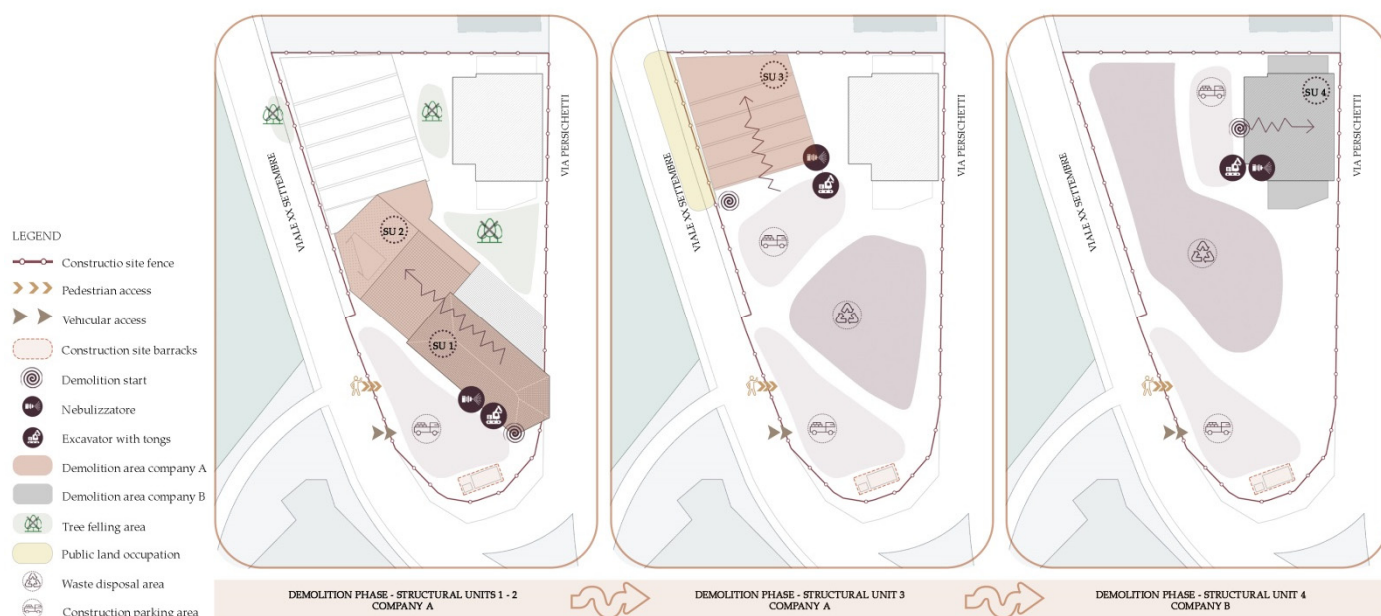 LEGEND
Constructio site fence
Pedestrian access
Vehicular access
Construction site barracks
Demolition start
Nebulizzatore
Excavator with tongs
Demolition area company A
Demolition area company B
Tree felling area
Public land occupation
Waste disposal area
Construction parking area
VIALE XX SETTEMBRE
VIA PERSICHETTI
SU 2
SU 1
DEMOLITION PHASE - STRUCTURAL UNITS 1 - 2
COMPANY A
VIALE XX SETTEMBRE
VIA PERSICHETTI
SU 3
DEMOLITION PHASE - STRUCTURAL UNIT 3
COMPANY A
VIALE XX SETTEMBRE
VIA PERSICHETTI
SU 4
DEMOLITION PHASE - STRUCTURAL UNIT 4
COMPANY B